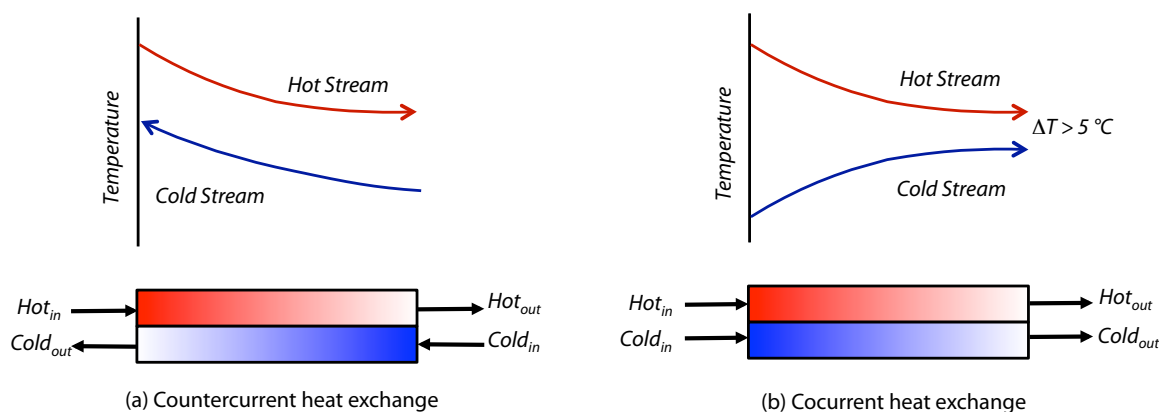 Temperature
Hot Stream
Cold Stream
Hot_in
Hot_out
Cold_out
Cold_in
(a) Countercurrent heat exchange
Temperature
Hot Stream
ΔT > 5 °C
Cold Stream
Hot_in
Hot_out
Cold_in
Cold_out
(b) Cocurrent heat exchange